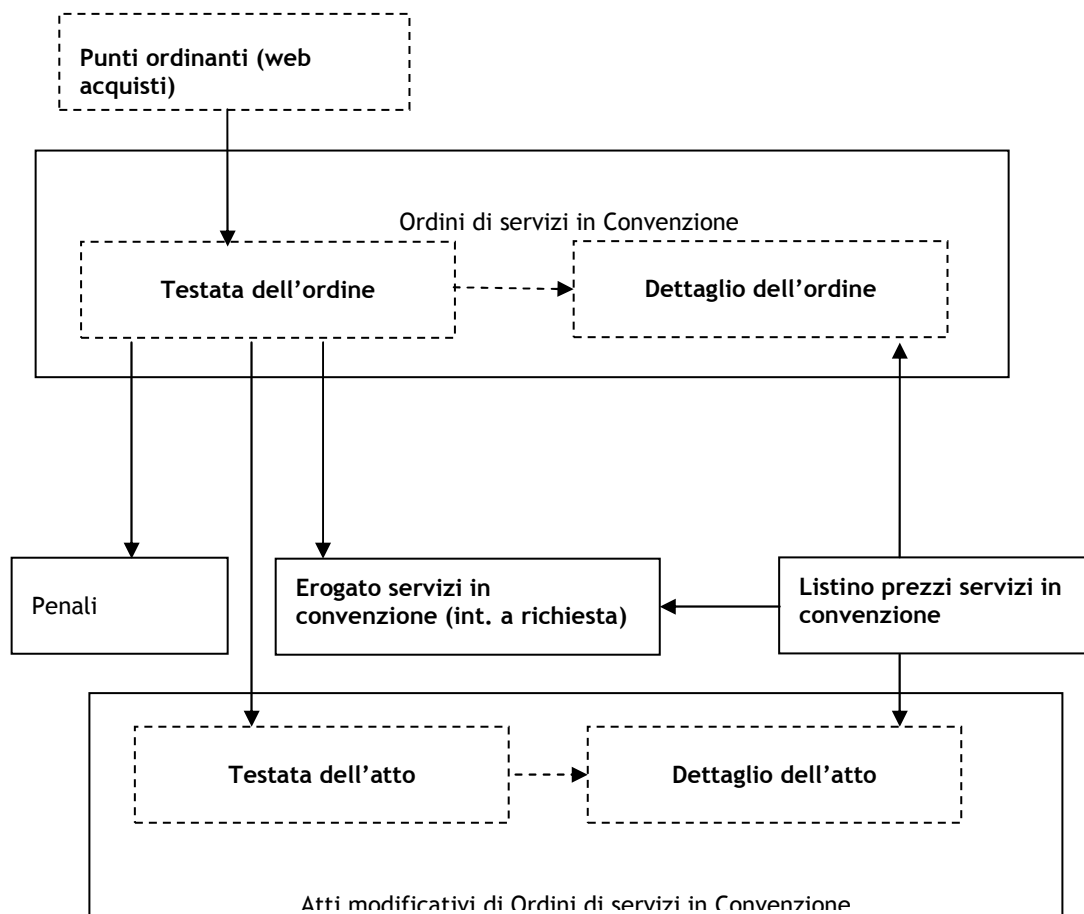 Punti ordinanti (web
acquisti)
Ordini di servizi in Convenzione
Testata dell’ordine
Dettaglio dell’ordine
Penali
Erogato servizi in
convenzione (int. a richiesta)
Listino prezzi servizi in
convenzione
Testata dell’atto
Dettaglio dell’atto
Atti modificativi di Ordini di servizi in Convenzione